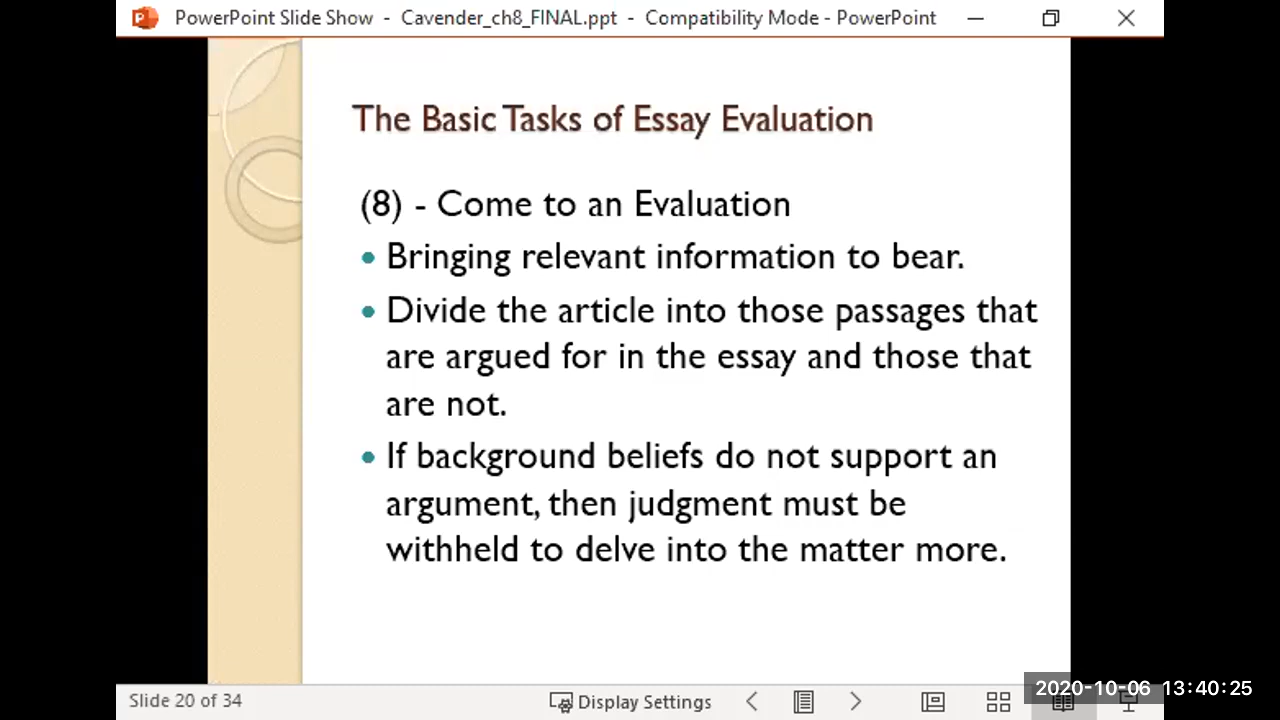 PowerPoint Slide Show - Cavender_ch8_FINAL.ppt - Compatibility Mode - PowerPoint
The Basic Tasks of Essay Evaluation
(8) - Come to an Evaluation
• Bringing relevant information to bear.
• Divide the article into those passages that
are argued for in the essay and those that
are not.
• If background beliefs do not support an
argument, then judgment must be
withheld to delve into the matter more.
Slide 20 of 34
Display Settings
2020-10-06 13:40:25